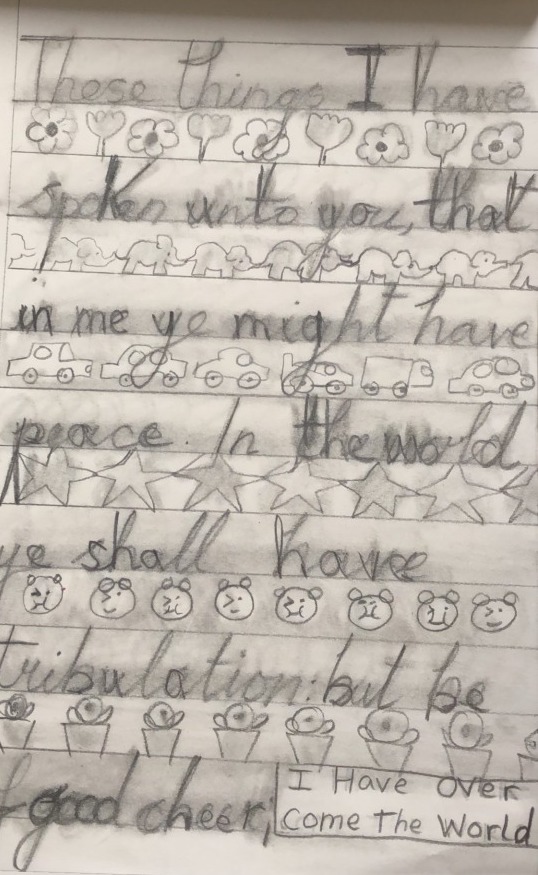 These things I have
spoken unto you, that
in me ye might have
peace. In the world
ye shall have
tribulation: but be
f good cheer,
I Have over
come The World